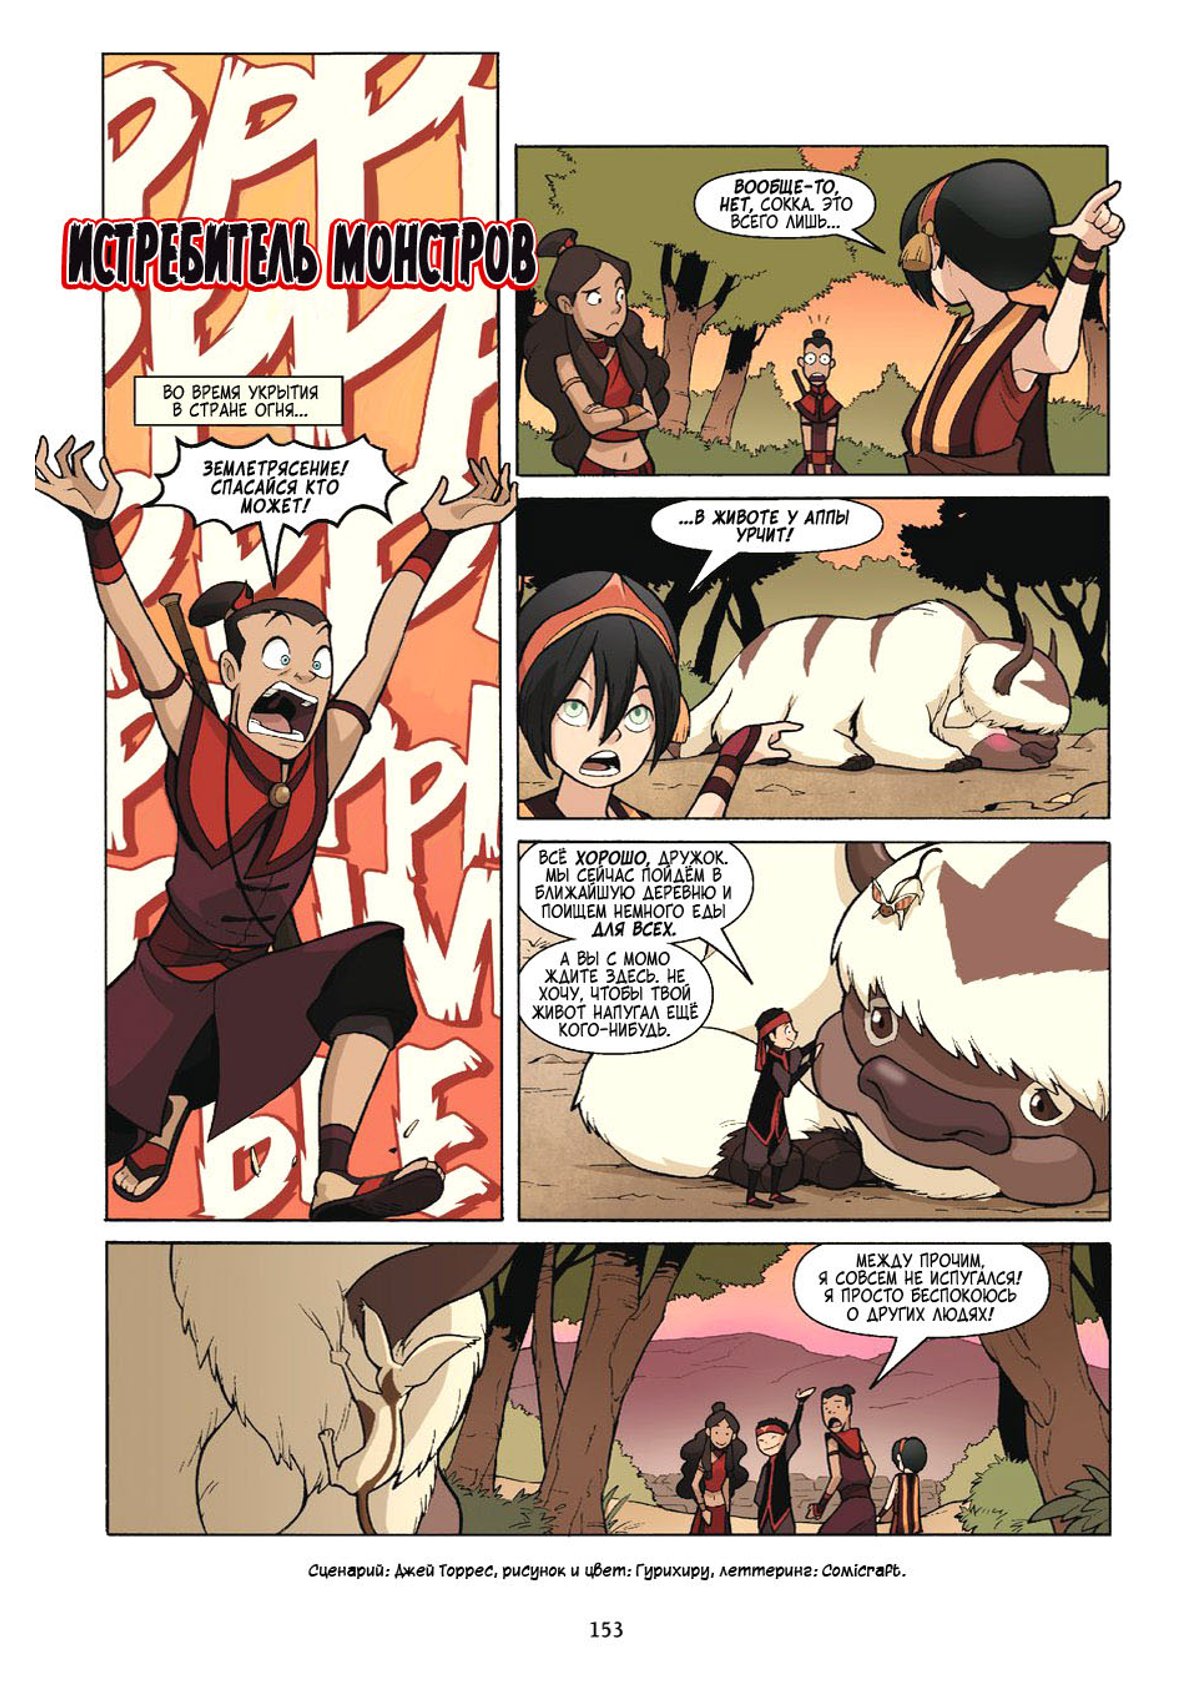 ИСТРЕБИТЕЛЬ МОНСТРОВ
ВО ВРЕМЯ УКРЫТИЯ
В СТРАНЕ ОГНЯ...
ЗЕМЛЕТРЯСЕНИЕ!
СПАСАЙСЯ КТО
МОЖЕТ!
ВООБЩЕ-ТО,
НЕТ, СОККА. ЭТО
ВСЕГО ЛИШЬ...
...В ЖИВОТЕ У АППЫ
УРЧИТ!
ВСЁ ХОРОШО, ДРУЖОК.
МЫ СЕЙЧАС ПОЙДЁМ В
БЛИЖАЙШУЮ ДЕРЕВНЮ И
ПОИЩЕМ НЕМНОГО ЕДЫ
ДЛЯ ВСЕХ.
А ВЫ С МОМО
ЖДИТЕ ЗДЕСЬ. НЕ
ХОЧУ, ЧТОБЫ ТВОЙ
ЖИВОТ НАПУГАЛ ЕЩЁ
КОГО-НИБУДЬ.
МЕЖДУ ПРОЧИМ,
Я СОВСЕМ НЕ ИСПУГАЛСЯ!
Я ПРОСТО БЕСПОКОЮСЬ
О ДРУГИХ ЛЮДЯХ!
Сценарий: Джей Торрес, рисунок и цвет: Гурихиру, леттеринг: Comicraft.
153